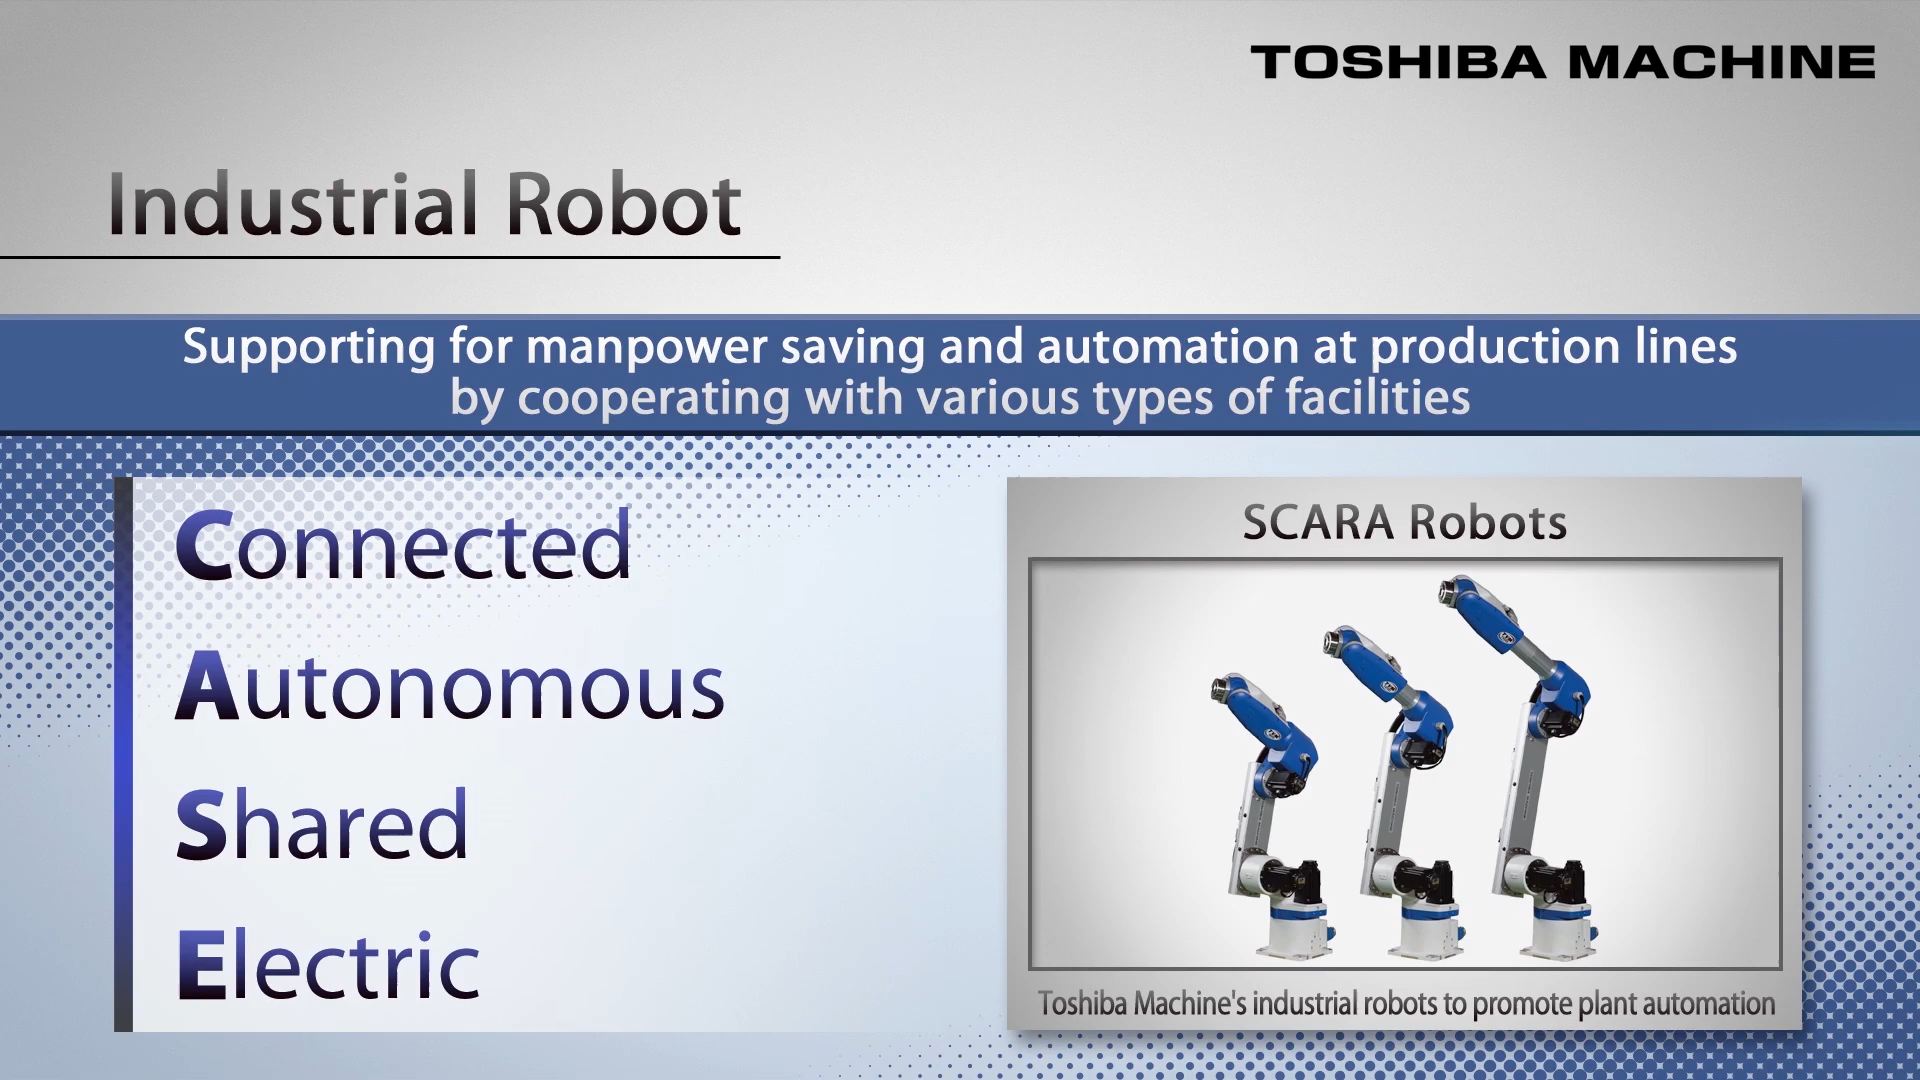 TOSHIBA MACHINE
Industrial Robot
Supporting for manpower saving and automation at production lines
by cooperating with various types of facilities
Connected
Autonomous
Shared
Electric
SCARA Robots
Toshiba Machine's industrial robots to promote plant automation